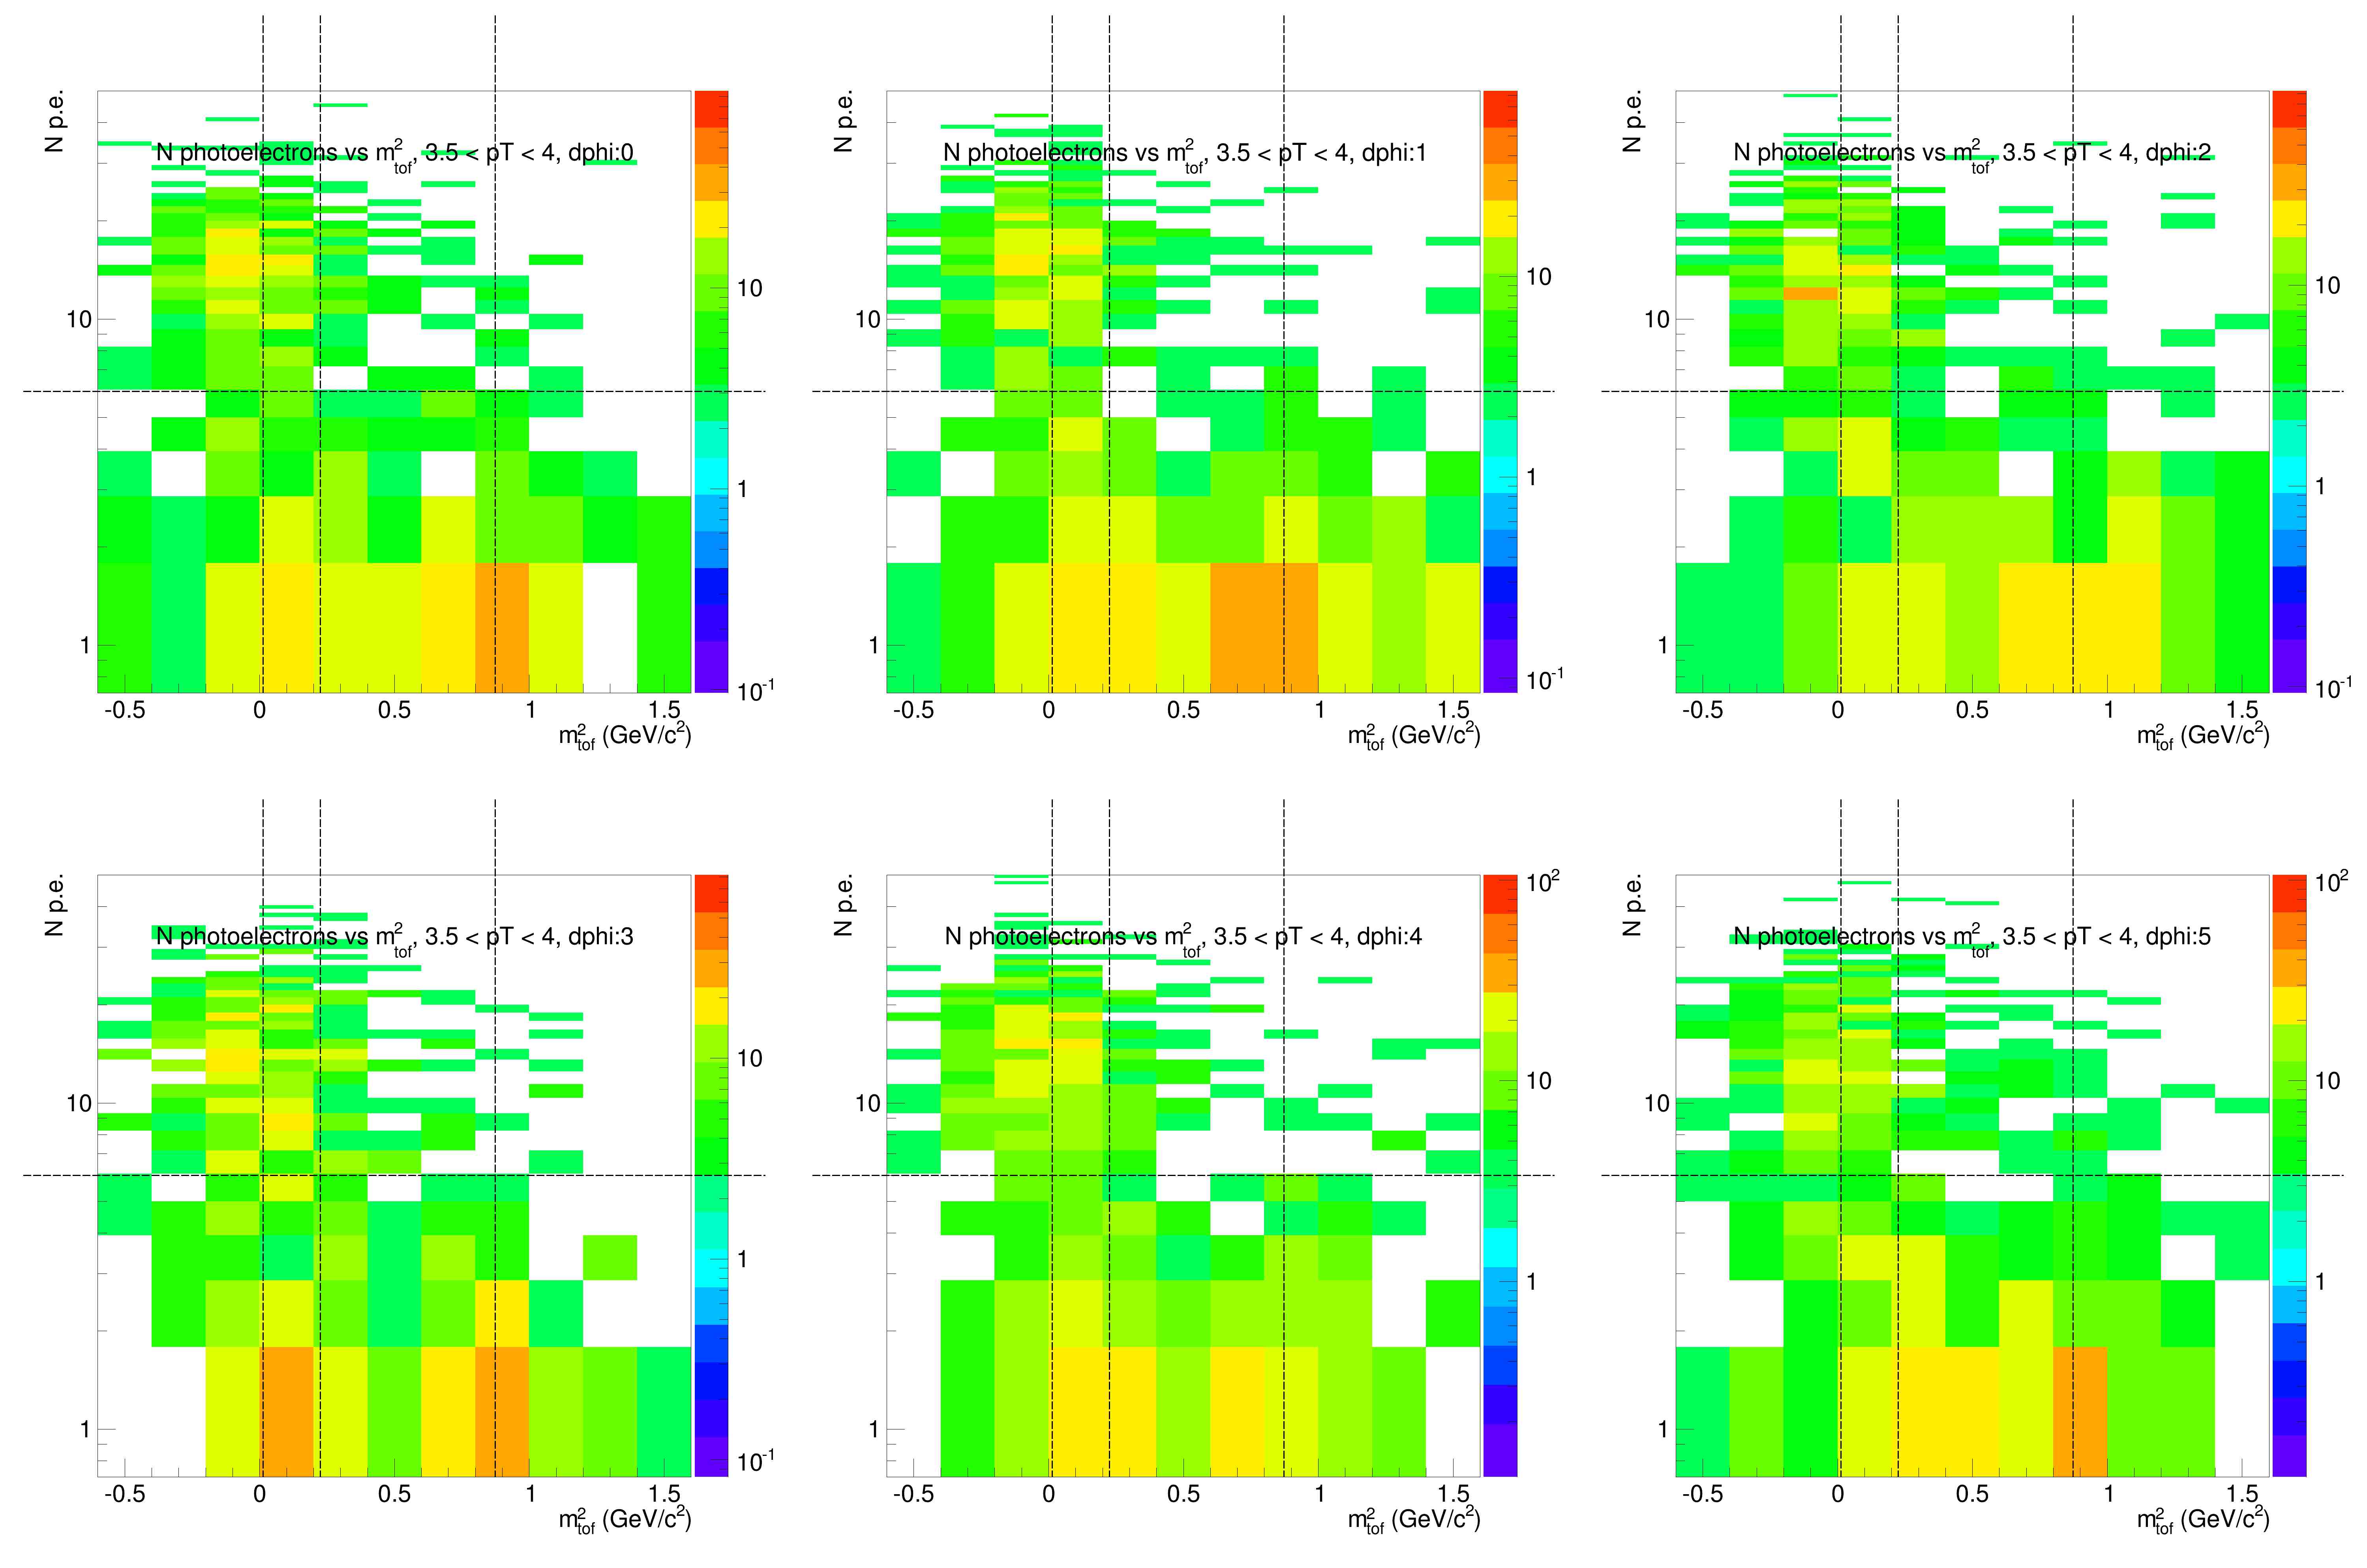 N p.e.
N photoelectrons vs m²tof, 3.5 < pT < 4, dphi:0
10
1
10
1
10⁻¹
-0.5 0 0.5 1 1.5
m²tof (GeV/c²)
N p.e.
N photoelectrons vs m²tof, 3.5 < pT < 4, dphi:1
10
1
10
1
10⁻¹
-0.5 0 0.5 1 1.5
m²tof (GeV/c²)
N p.e.
N photoelectrons vs m²tof, 3.5 < pT < 4, dphi:2
10
1
10
1
10⁻¹
-0.5 0 0.5 1 1.5
m²tof (GeV/c²)
N p.e.
N photoelectrons vs m²tof, 3.5 < pT < 4, dphi:3
10
1
10
1
10⁻¹
-0.5 0 0.5 1 1.5
m²tof (GeV/c²)
N p.e.
N photoelectrons vs m²tof, 3.5 < pT < 4, dphi:4
10
1
10²
10
1
-0.5 0 0.5 1 1.5
m²tof (GeV/c²)
N p.e.
N photoelectrons vs m²tof, 3.5 < pT < 4, dphi:5
10
1
10²
10
1
-0.5 0 0.5 1 1.5
m²tof (GeV/c²)